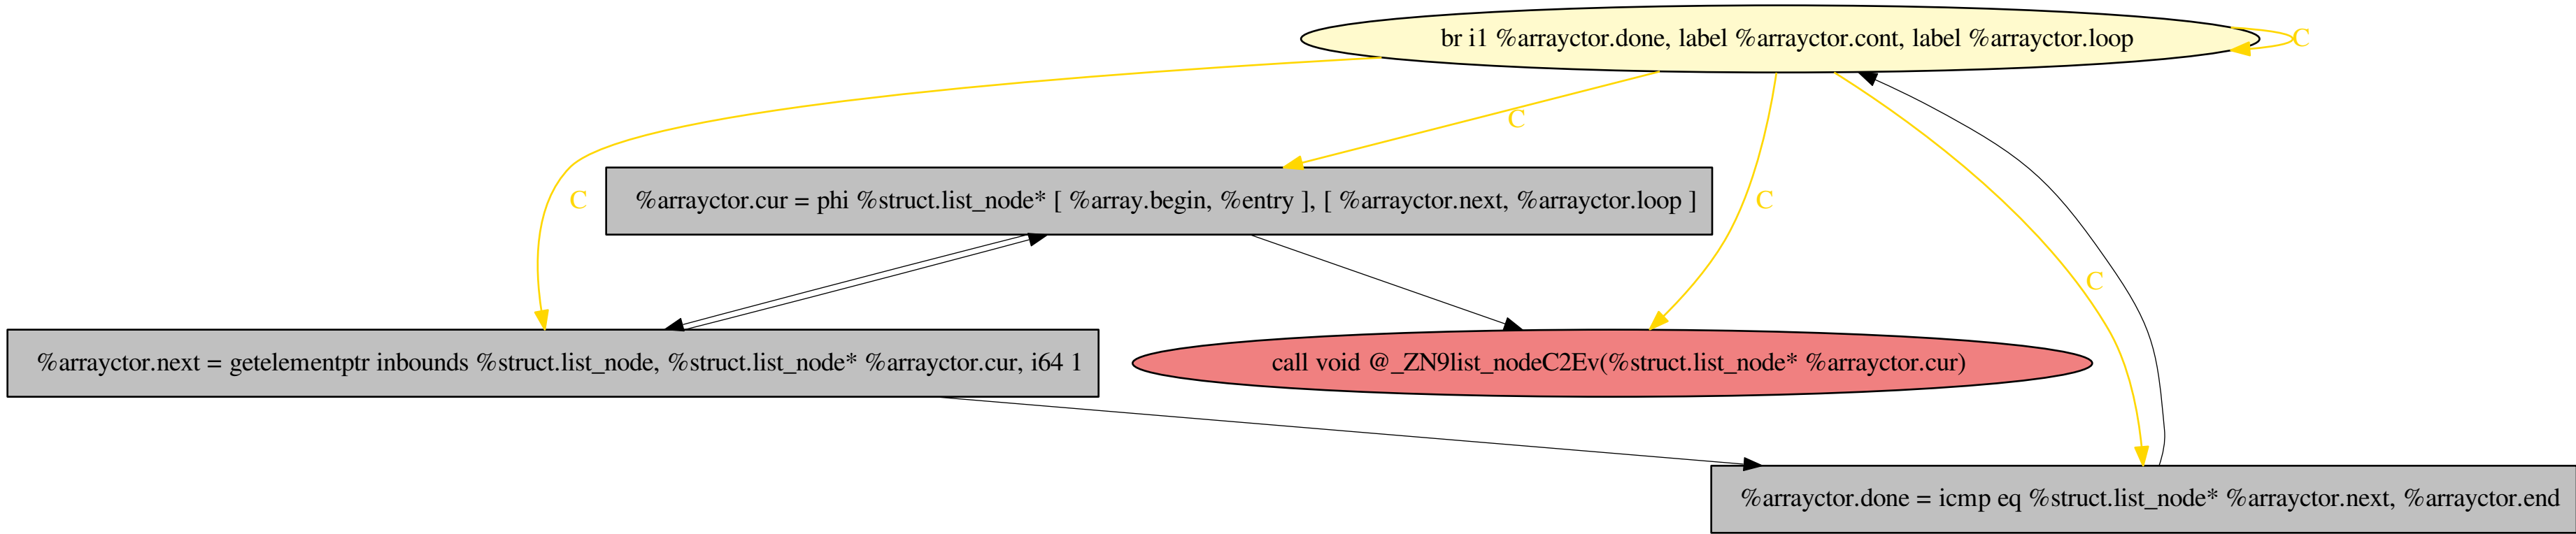 br i1 %arrayctor.done, label %arrayctor.cont, label %arrayctor.loop
C
C
C
%arrayctor.cur = phi %struct.list_node* [ %array.begin, %entry ], [ %arrayctor.next, %arrayctor.loop ]
C
C
%arrayctor.next = getelementptr inbounds %struct.list_node, %struct.list_node* %arrayctor.cur, i64 1
call void @_ZN9list_nodeC2Ev(%struct.list_node* %arrayctor.cur)
%arrayctor.done = icmp eq %struct.list_node* %arrayctor.next, %arrayctor.end